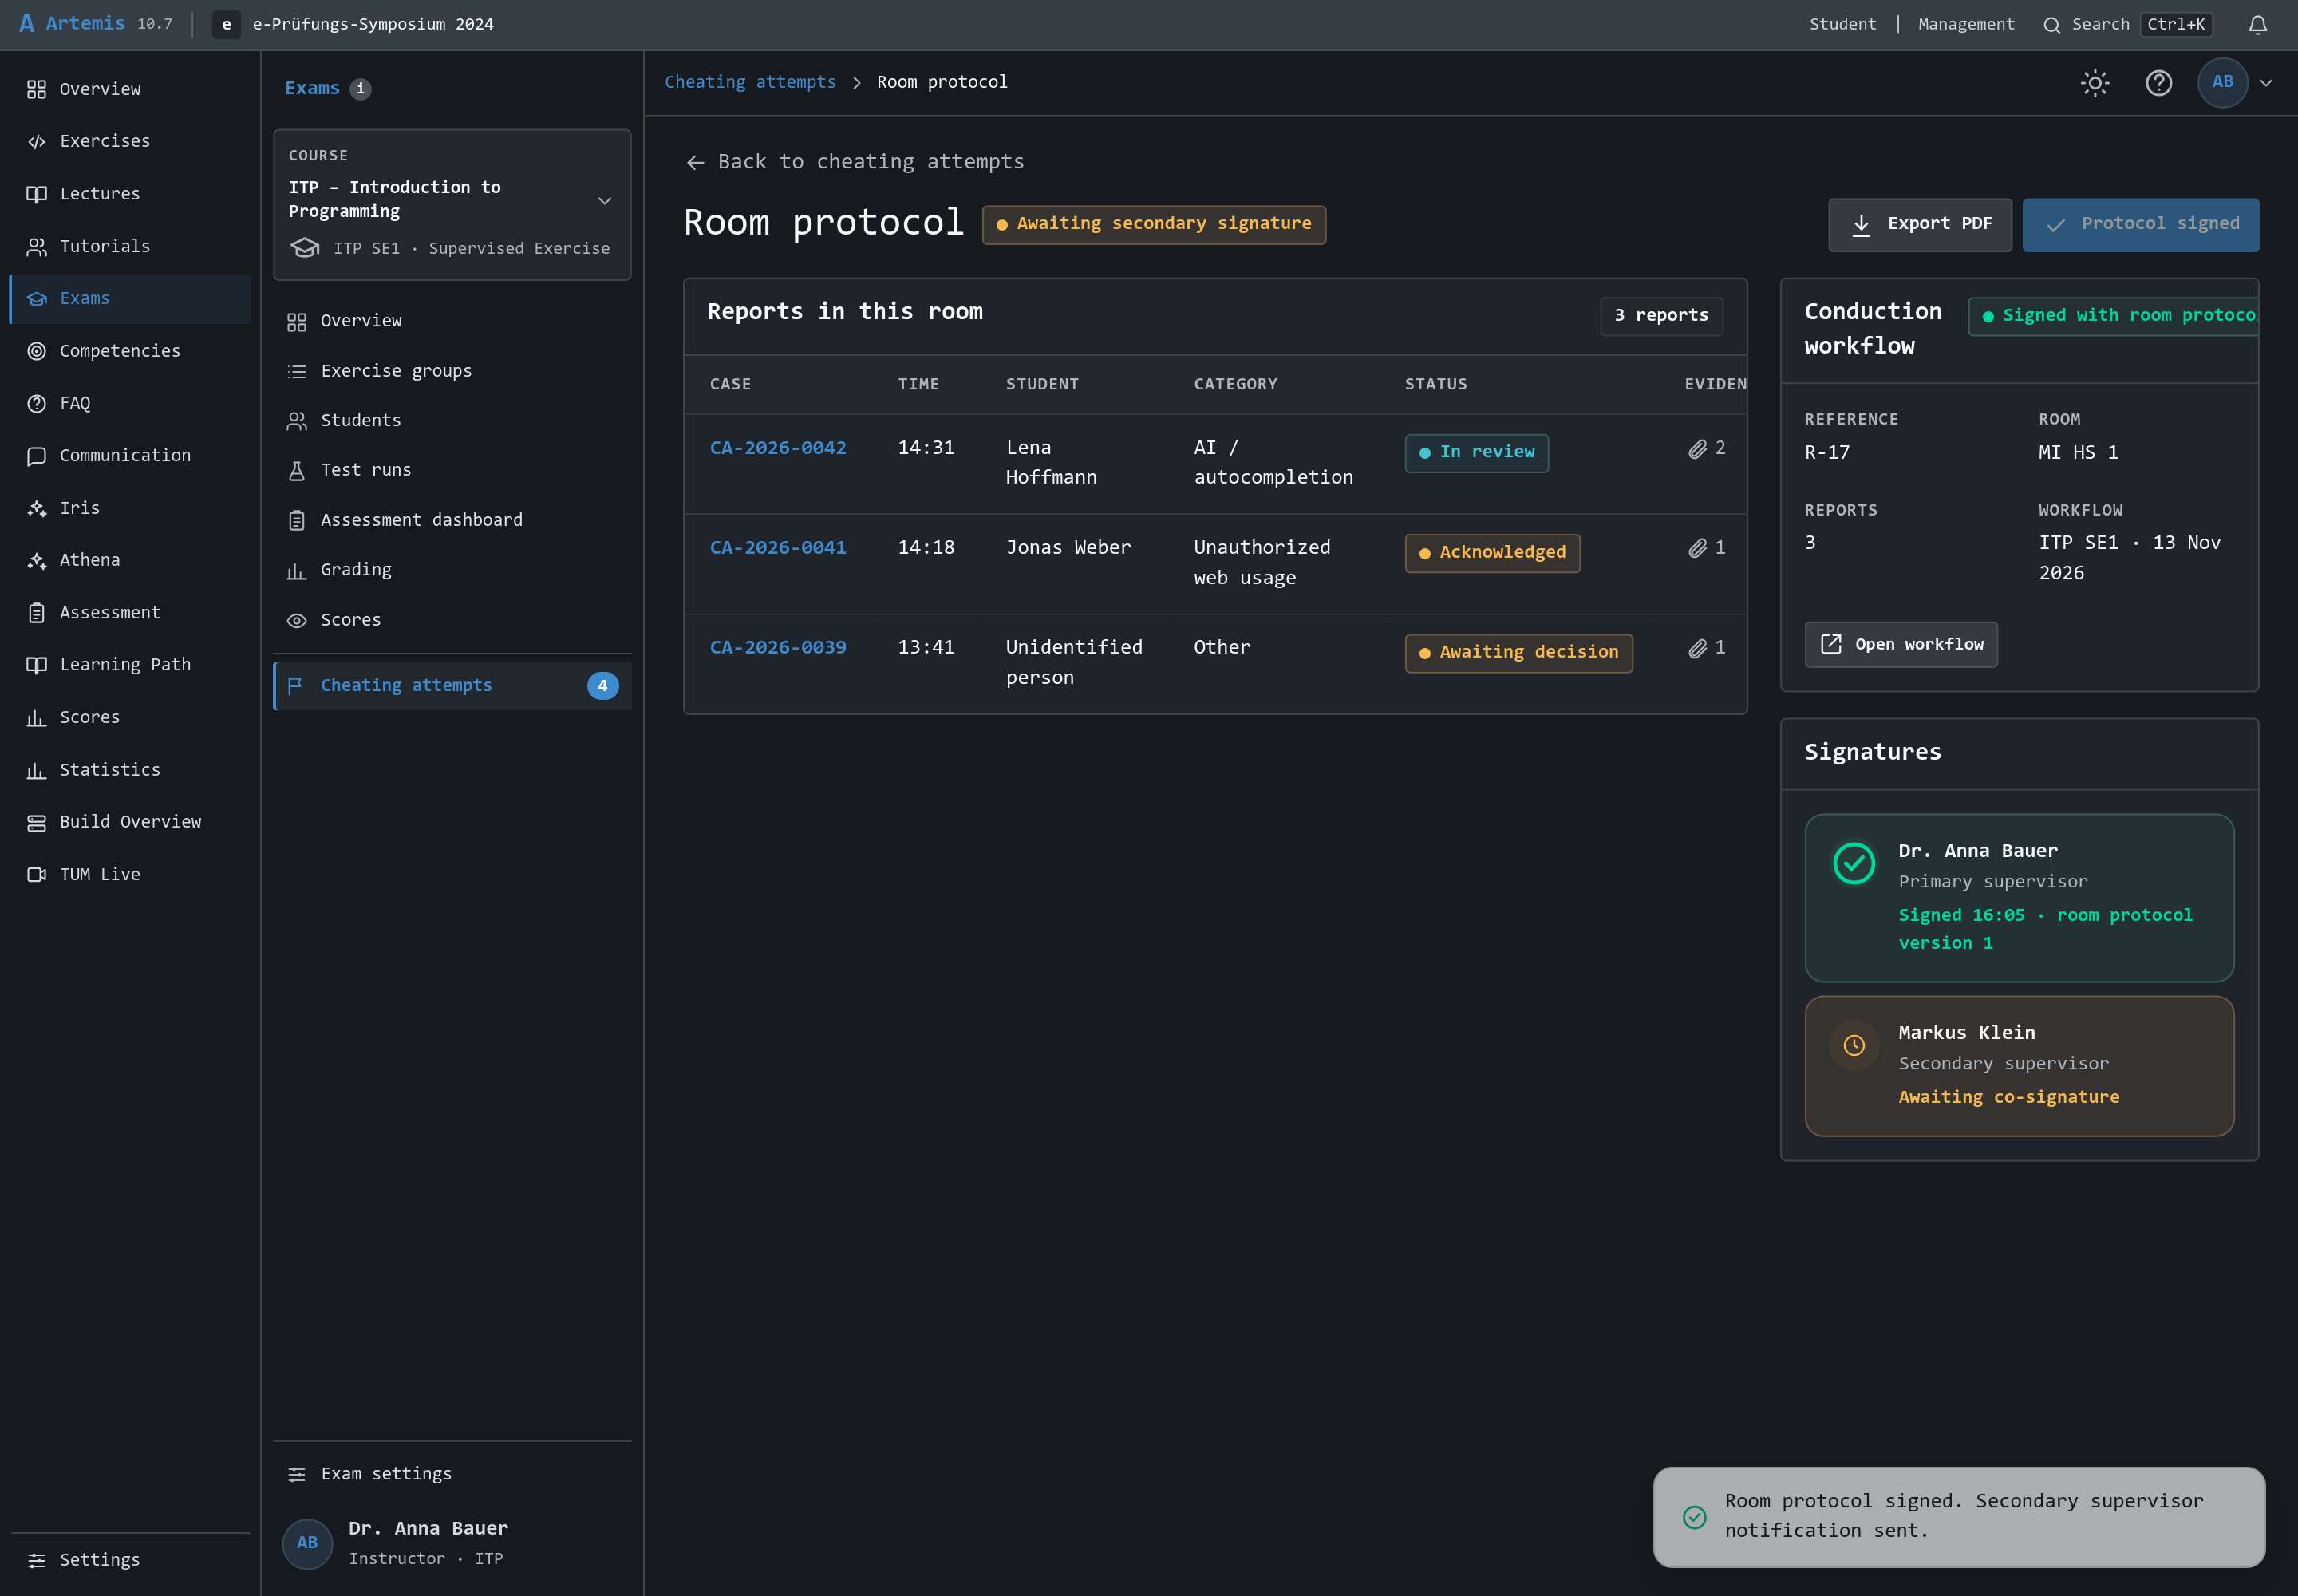 A Artemis 10.7
e e-Prüfungs-Symposium 2024
Student | Management Search Ctrl+K
Overview
Exercises
Lectures
Tutorials
Exams
Competencies
FAQ
Communication
Iris
Athena
Assessment
Learning Path
Scores
Statistics
Build Overview
TUM Live
Settings
Exams i
COURSE
ITP – Introduction to
Programming
ITP SE1 · Supervised Exercise
Overview
Exercise groups
Students
Test runs
Assessment dashboard
Grading
Scores
Cheating attempts 4
Exam settings
AB
Dr. Anna Bauer
Instructor · ITP
Cheating attempts > Room protocol
AB
← Back to cheating attempts
Room protocol Awaiting secondary signature
Export PDF Protocol signed
Reports in this room 3 reports
CASE TIME STUDENT CATEGORY STATUS EVIDEN
CA-2026-0042 14:31 Lena AI / In review 2
Hoffmann autocompletion
CA-2026-0041 14:18 Jonas Weber Unauthorized Acknowledged 1
web usage
CA-2026-0039 13:41 Unidentified Other Awaiting decision 1
person
Conduction Signed with room protoco
workflow
REFERENCE ROOM
R-17 MI HS 1
REPORTS WORKFLOW
3 ITP SE1 · 13 Nov
2026
Open workflow
Signatures
Dr. Anna Bauer
Primary supervisor
Signed 16:05 · room protocol
version 1
Markus Klein
Secondary supervisor
Awaiting co-signature
Room protocol signed. Secondary supervisor
notification sent.